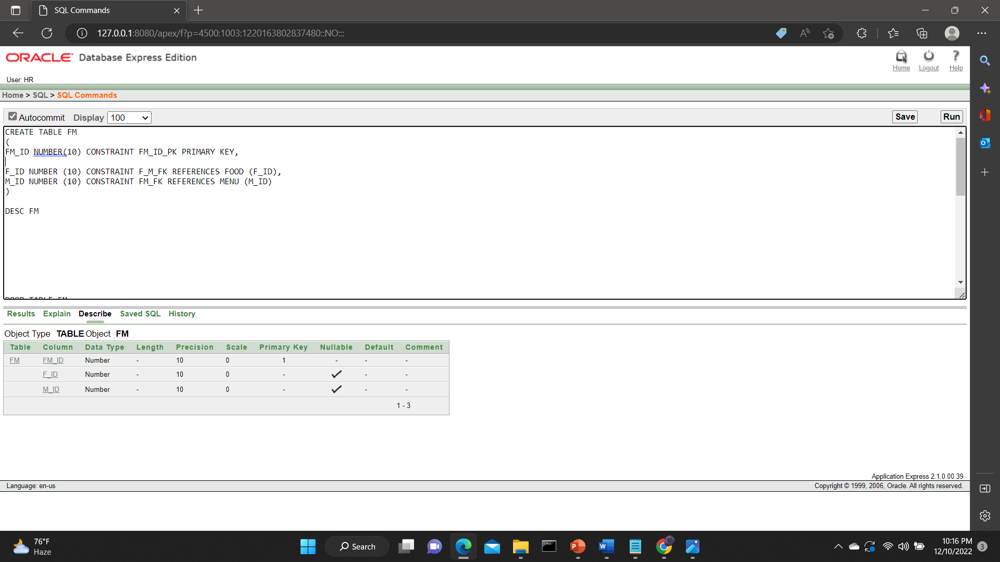 SQL Commands
127.0.0.1:8080/apex/f?p=4500:1003:1220163802837480::NO:::
ORACLE Database Express Edition
Home Logout Help
User: HR
Home > SQL > SQL Commands
Autocommit Display 100 Save Run
CREATE TABLE FM
(
FM_ID NUMBER(10) CONSTRAINT FM_ID_PK PRIMARY KEY,
F_ID NUMBER (10) CONSTRAINT F_M_FK REFERENCES FOOD (F_ID),
M_ID NUMBER (10) CONSTRAINT FM_FK REFERENCES MENU (M_ID)
)
DESC FM
DROP TABLE FM
Results Explain Describe Saved SQL History
Object Type TABLE Object FM
Table Column Data Type Length Precision Scale Primary Key Nullable Default Comment
FM FM_ID Number - 10 0 1 - - -
F_ID Number - 10 0 - - -
M_ID Number - 10 0 - - -
1 - 3
Application Express 2.1.0.00.39
Language: en-us Copyright © 1999, 2006, Oracle. All rights reserved.
76°F
Haze
Search
10:16 PM
12/10/2022
3